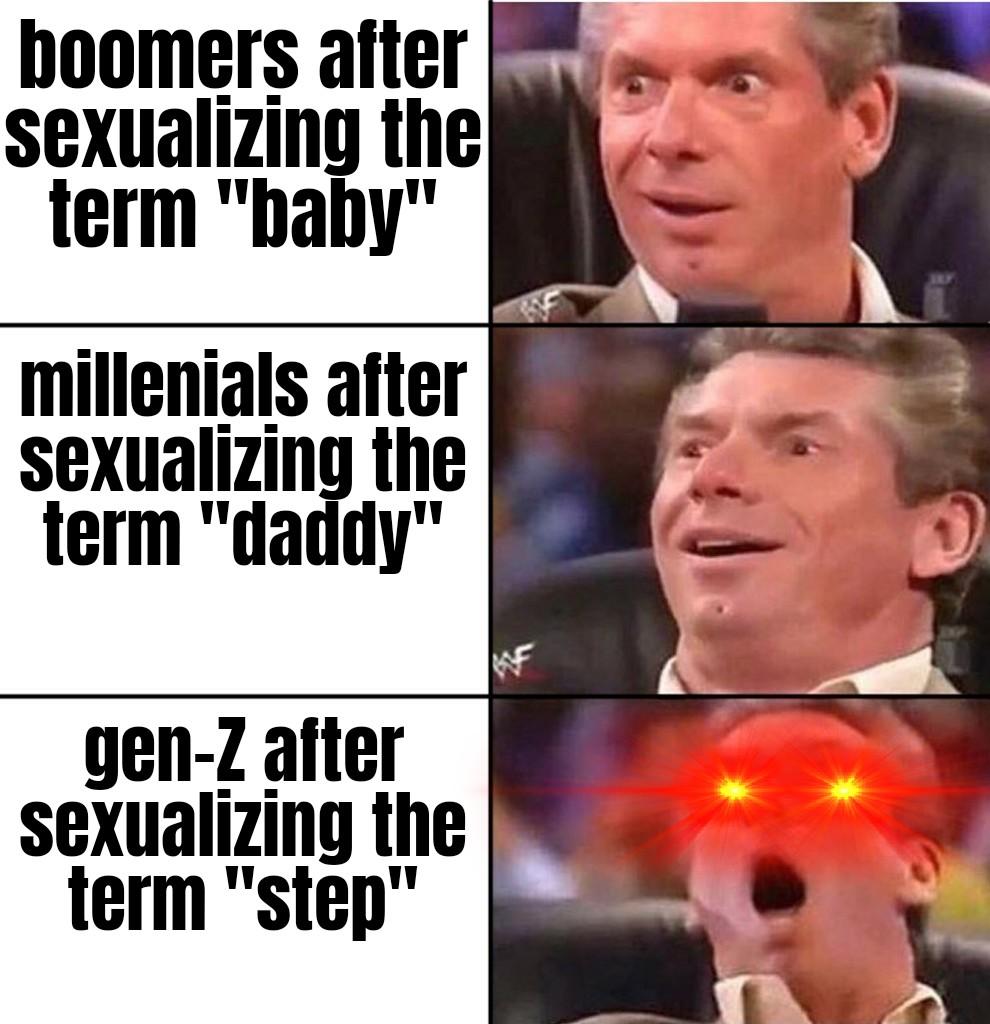 boomers after
sexualizing the
term "baby"
millenials after
sexualizing the
term "daddy"
gen-Z after
sexualizing the
term "step"